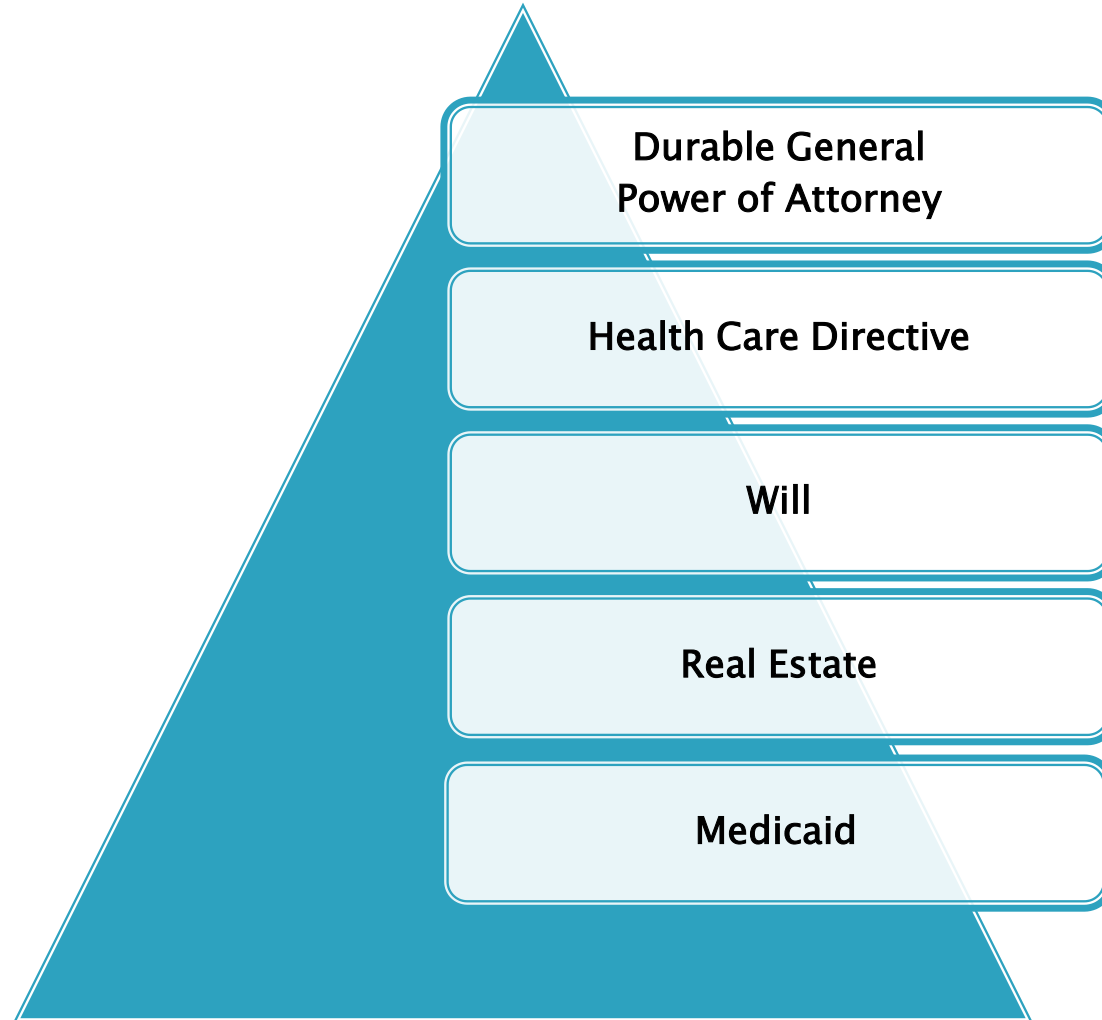 Durable General
Power of Attorney
Health Care Directive
Will
Real Estate
Medicaid